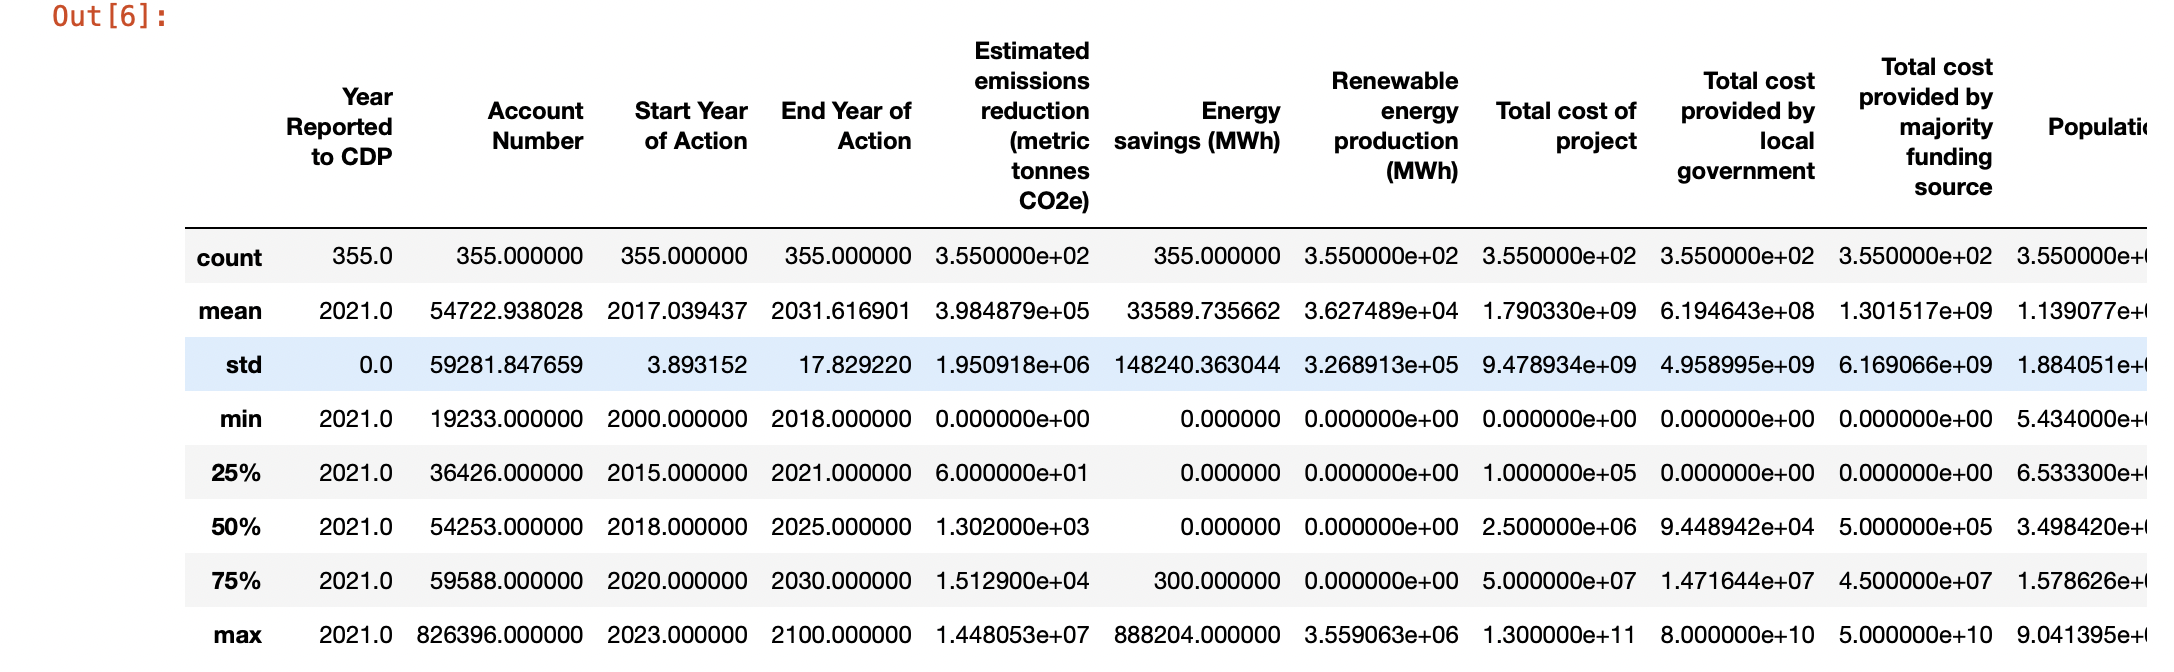 Out[6]:
Year Reported to CDP Account Number Start Year of Action End Year of Action Estimated emissions reduction (metric tonnes CO2e) Energy savings (MWh) Renewable energy production (MWh) Total cost of project Total cost provided by local government Total cost provided by majority funding source Populatic
count 355.0 355.000000 355.000000 355.000000 3.550000e+02 355.000000 3.550000e+02 3.550000e+02 3.550000e+02 3.550000e+02 3.550000e+
mean 2021.0 54722.938028 2017.039437 2031.616901 3.984879e+05 33589.735662 3.627489e+04 1.790330e+09 6.194643e+08 1.301517e+09 1.139077e+
std 0.0 59281.847659 3.893152 17.829220 1.950918e+06 148240.363044 3.268913e+05 9.478934e+09 4.958995e+09 6.169066e+09 1.884051e+
min 2021.0 19233.000000 2000.000000 2018.000000 0.000000e+00 0.000000 0.000000e+00 0.000000e+00 0.000000e+00 0.000000e+00 5.434000e+
25% 2021.0 36426.000000 2015.000000 2021.000000 6.000000e+01 0.000000 0.000000e+00 1.000000e+05 0.000000e+00 0.000000e+00 6.533300e+
50% 2021.0 54253.000000 2018.000000 2025.000000 1.302000e+03 0.000000 0.000000e+00 2.500000e+06 9.448942e+04 5.000000e+05 3.498420e+
75% 2021.0 59588.000000 2020.000000 2030.000000 1.512900e+04 300.000000 0.000000e+00 5.000000e+07 1.471644e+07 4.500000e+07 1.578626e+
max 2021.0 826396.000000 2023.000000 2100.000000 1.448053e+07 888204.000000 3.559063e+06 1.300000e+11 8.000000e+10 5.000000e+10 9.041395e+